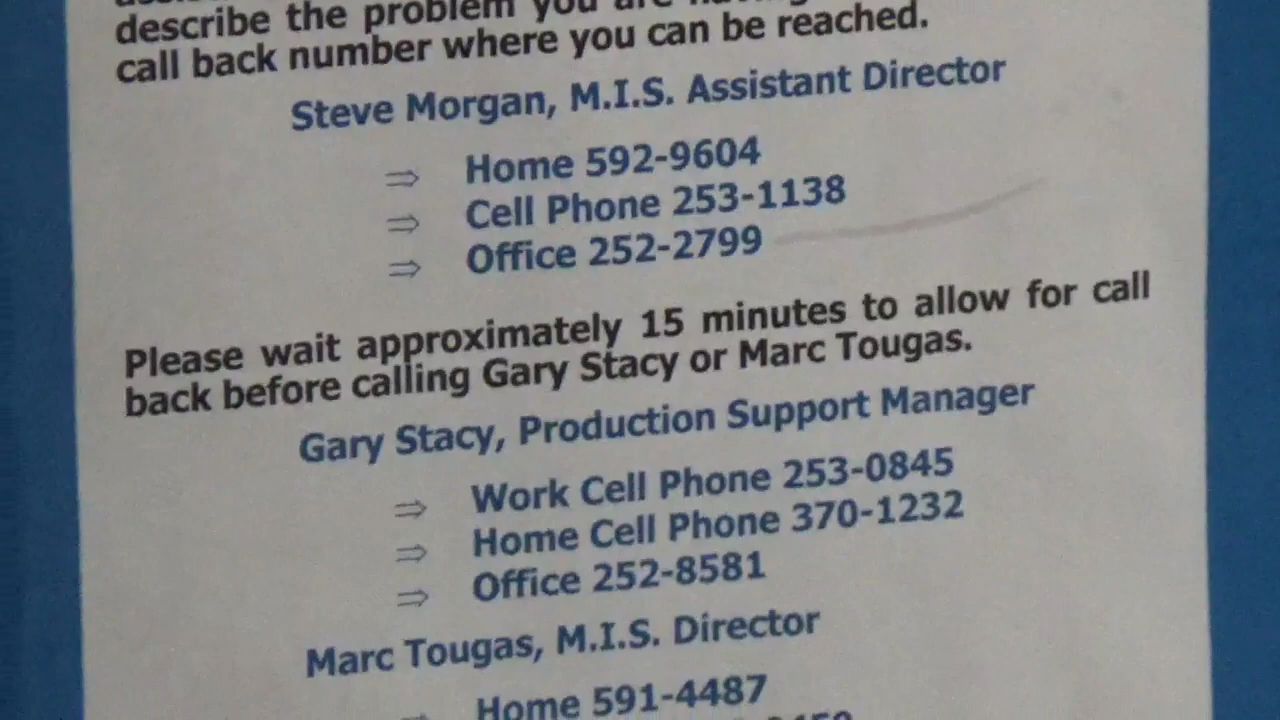 describe the problem you are
call back number where you can be reached.
Steve Morgan, M.I.S. Assistant Director
⇒ Home 592-9604
⇒ Cell Phone 253-1138
⇒ Office 252-2799
Please wait approximately 15 minutes to allow for call
back before calling Gary Stacy or Marc Tougas.
Gary Stacy, Production Support Manager
⇒ Work Cell Phone 253-0845
⇒ Home Cell Phone 370-1232
⇒ Office 252-8581
Marc Tougas, M.I.S. Director
⇒ Home 591-4487